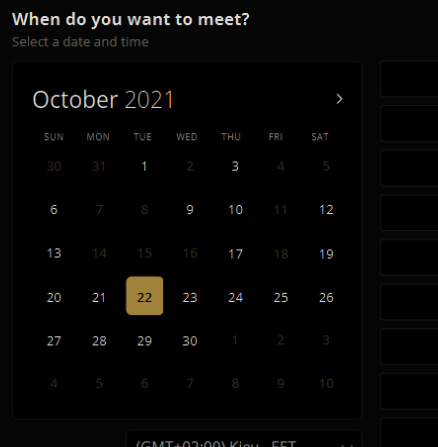 When do you want to meet?
Select a date and time
October 2021
SUN MON TUE WED THU FRI SAT
30 31 1 2 3 4 5
6 7 8 9 10 11 12
13 14 15 16 17 18 19
20 21 22 23 24 25 26
27 28 29 30 1 2 3
4 5 6 7 8 9 10
(GMT+02:00) Kiev - EET